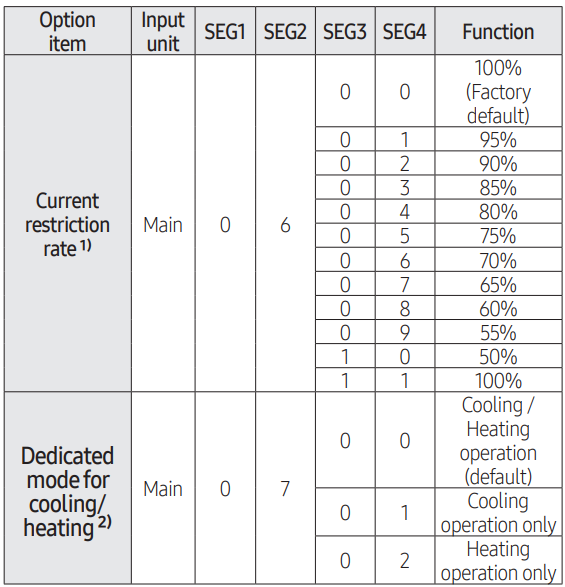 Option item Input unit SEG1 SEG2 SEG3 SEG4 Function
Current restriction rate 1) Main 0 6 0 0 100% (Factory default)
0 1 95%
0 2 90%
0 3 85%
0 4 80%
0 5 75%
0 6 70%
0 7 65%
0 8 60%
0 9 55%
1 0 50%
1 1 100%
Dedicated mode for cooling/ heating 2) Main 0 7 0 0 Cooling / Heating operation (default)
0 1 Cooling operation only
0 2 Heating operation only